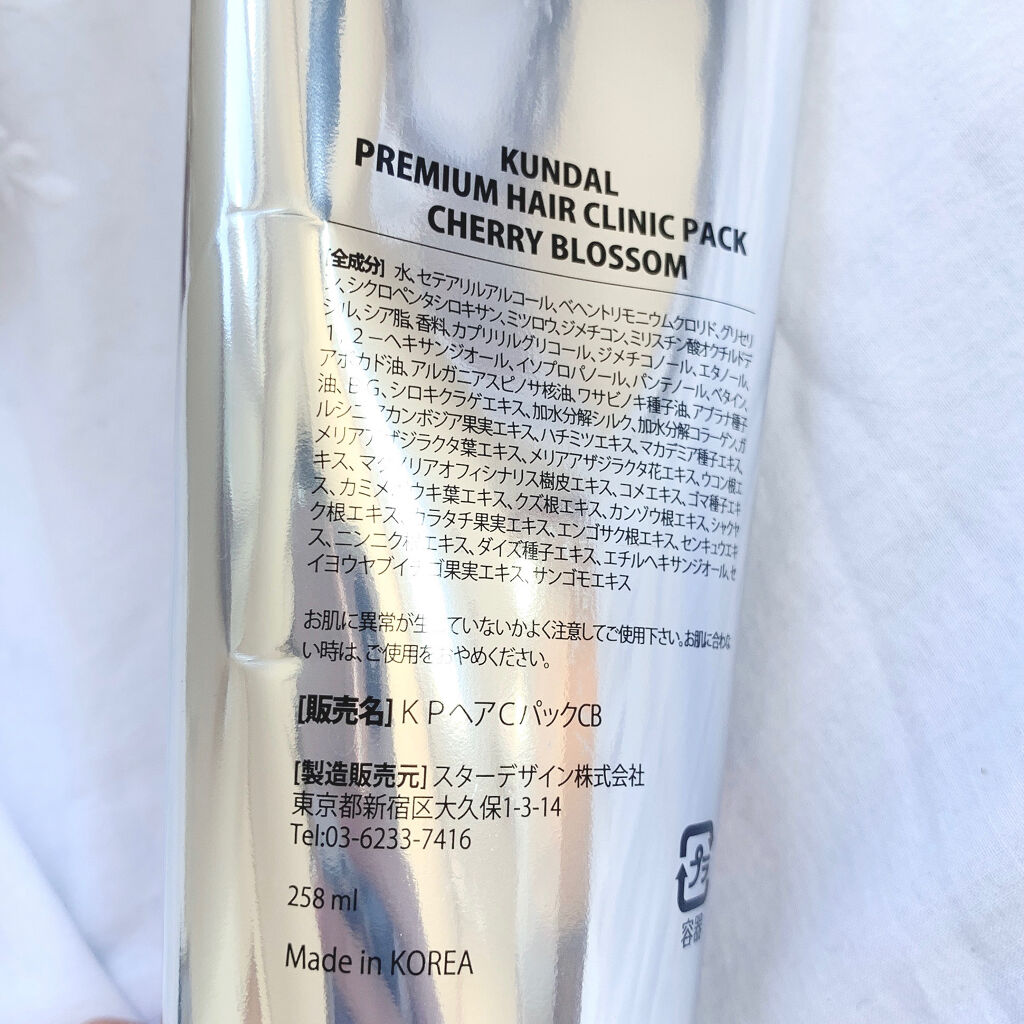 KUNDAL
PREMIUM HAIR CLINIC PACK
CHERRY BLOSSOM
[全成分] 水、セテアリルアルコール、ベヘントリモニウムクロリド、グリセリ
ン、シクロペンタシロキサン、ミツロウ、ジメチコン、ミリスチン酸オクチルドデ
シル、シア脂、香料、カプリリルグリコール、ジメチコノール、エタノール、
1，2－ヘキサンジオール、イソプロパノール、パンテノール、ベタイン、
アボカド油、アルガニアスピノサ核油、ワサビノキ種子油、アブラナ種子
油、BG、シロキクラゲエキス、加水分解シルク、加水分解コラーゲン、ガ
ルシニアカンボジア果実エキス、ハチミツエキス、マカデミア種子エキス、
メリアアザジラクタ葉エキス、メリアアザジラクタ花エキス、ウコン根エ
キス、マグノリアオフィシナリス樹皮エキス、コメエキス、ゴマ種子エキ
ス、カミメボウキ葉エキス、クズ根エキス、カンゾウ根エキス、シャクヤ
ク根エキス、カラタチ果実エキス、エンゴサク根エキス、センキュウエキ
ス、ニンニク根エキス、ダイズ種子エキス、エチルヘキサンジオール、セ
イヨウヤブイチゴ果実エキス、サンゴモエキス
お肌に異常が生じていないかよく注意してご使用下さい。お肌に合わな
い時は、ご使用をおやめください。
[販売名] KPヘアCパックCB
[製造販売元] スターデザイン株式会社
東京都新宿区大久保1-3-14
Tel:03-6233-7416
258 ml
Made in KOREA
プラ
容器